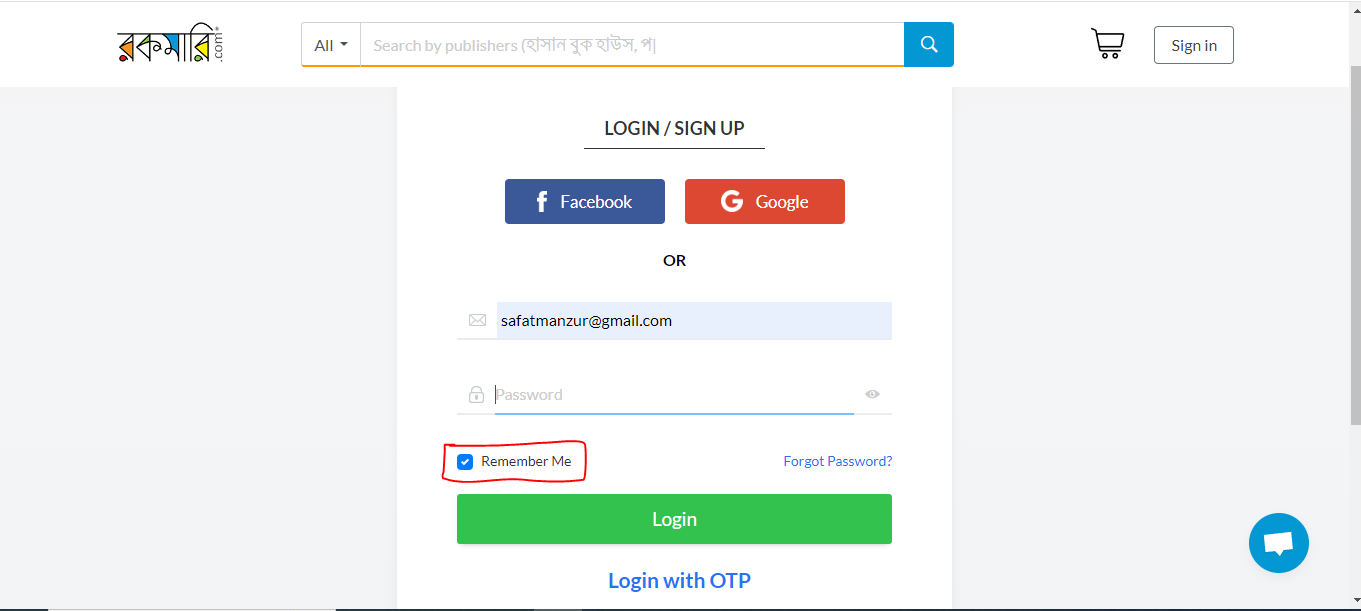 রকমারি
.com
All
Search by publishers (হাসান বুক হাউস, প|
Sign in
LOGIN / SIGN UP
Facebook
Google
OR
safatmanzur@gmail.com
Password
Remember Me
Forgot Password?
Login
Login with OTP